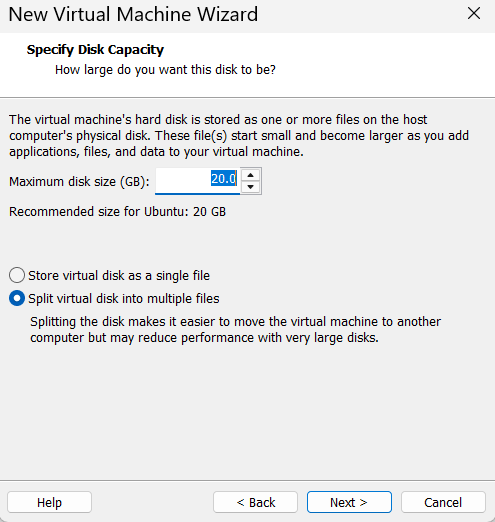 New Virtual Machine Wizard
Specify Disk Capacity
How large do you want this disk to be?
The virtual machine's hard disk is stored as one or more files on the host
computer's physical disk. These file(s) start small and become larger as you add
applications, files, and data to your virtual machine.
Maximum disk size (GB): 20.0
Recommended size for Ubuntu: 20 GB
Store virtual disk as a single file
Split virtual disk into multiple files
Splitting the disk makes it easier to move the virtual machine to another
computer but may reduce performance with very large disks.
Help < Back Next > Cancel